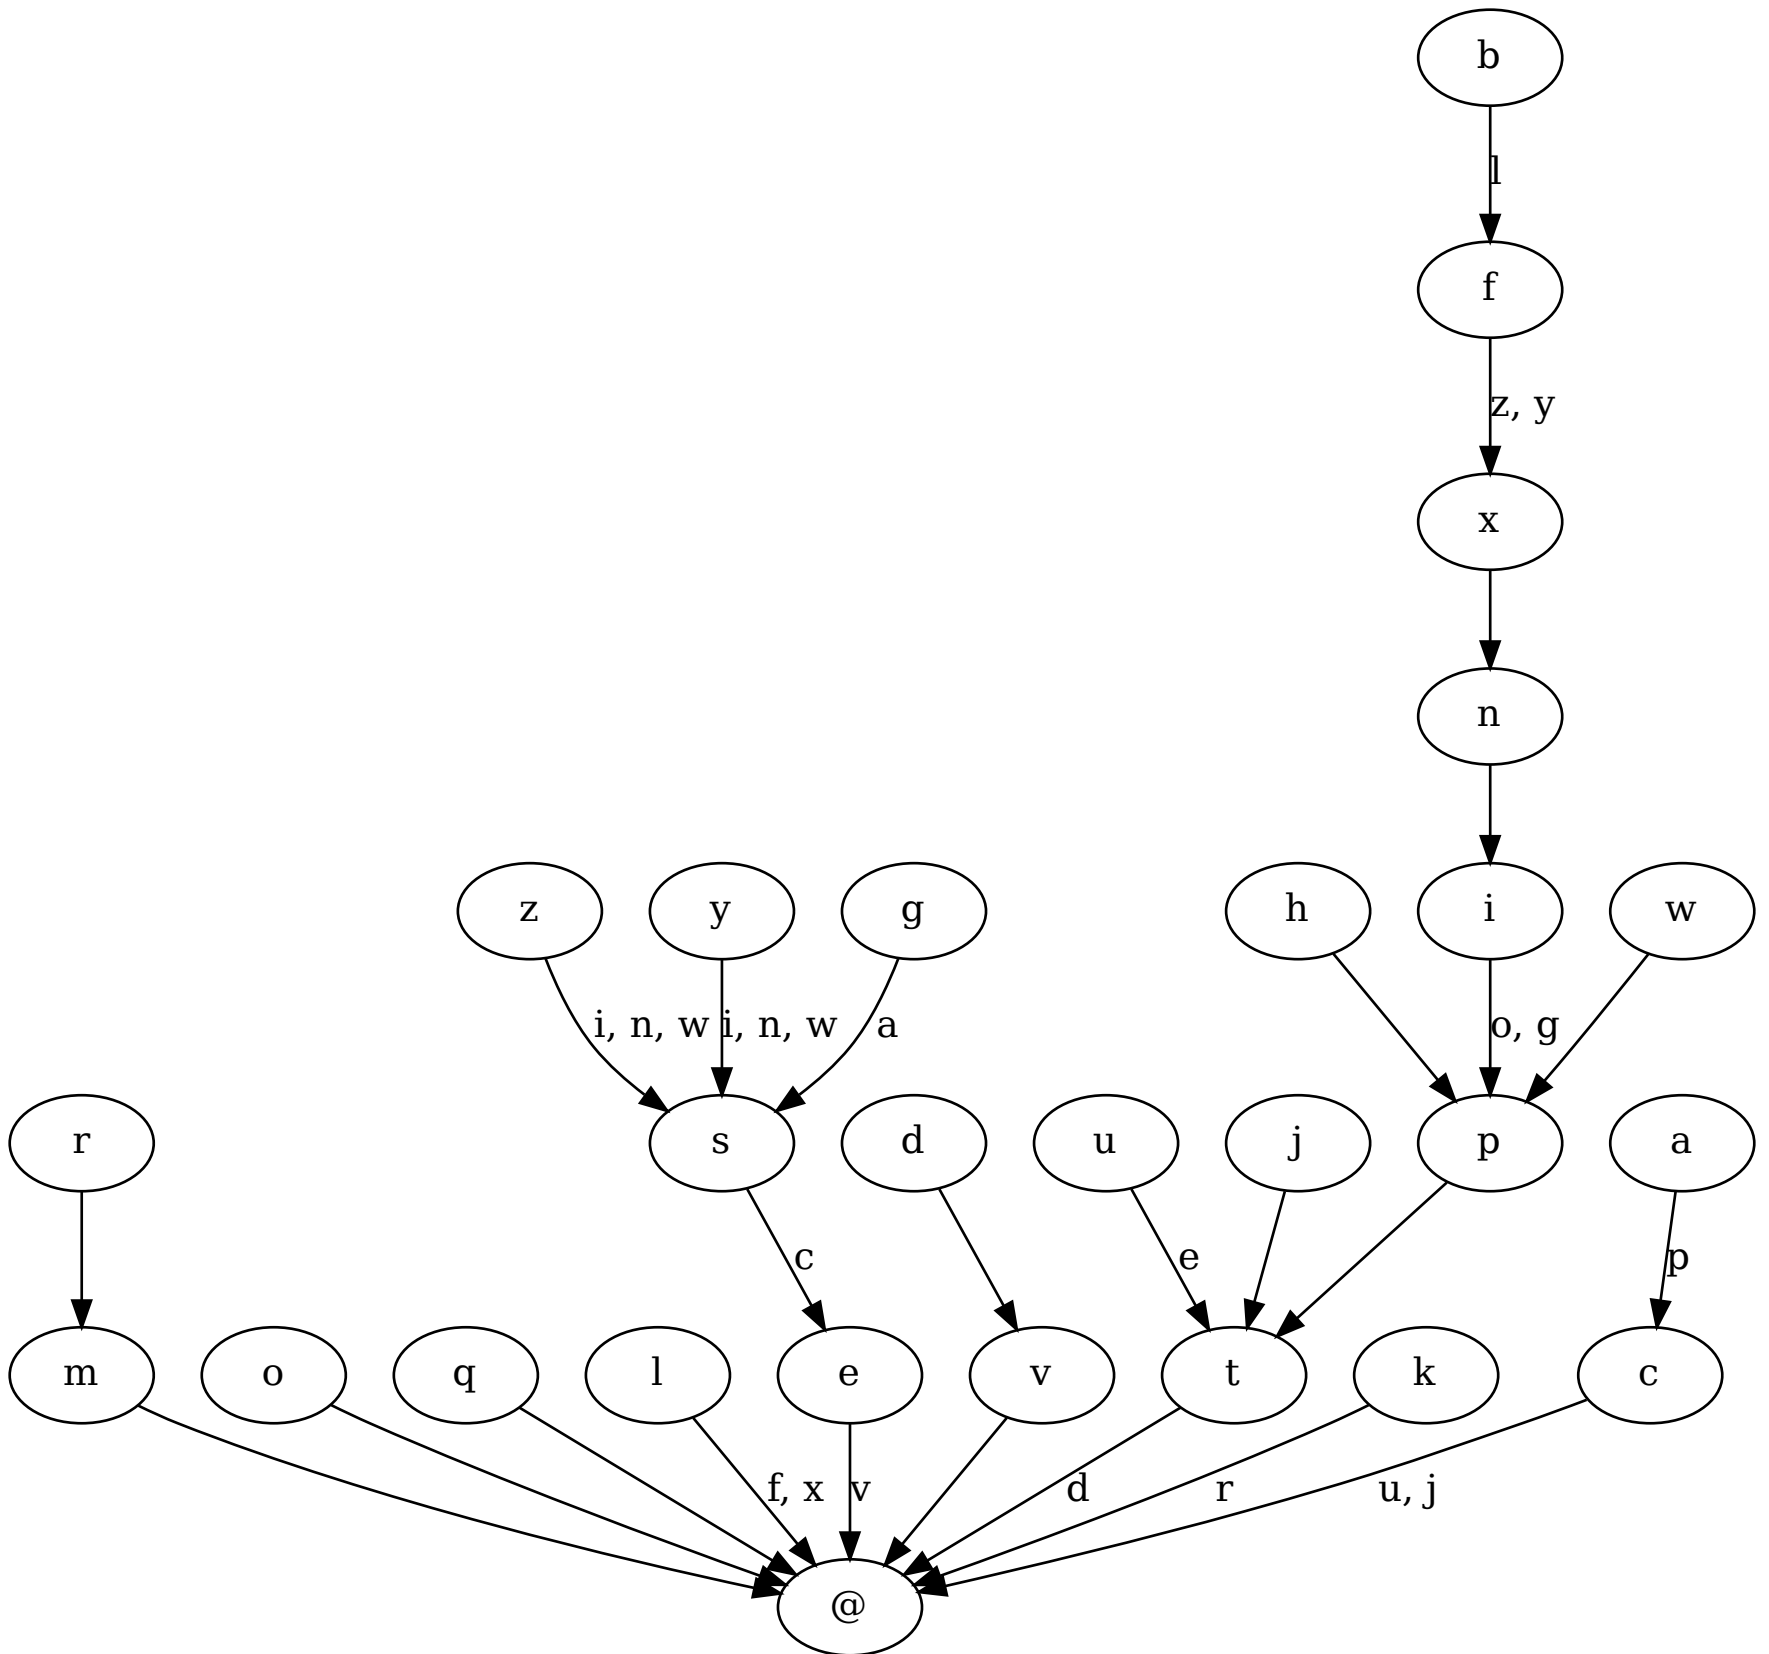 b
l
f
z, y
x
n
z y g h i w
i, n, w i, n, w a o, g
r s d u j p a
c e p
m o q l e v t k c
f, x v d r u, j
@